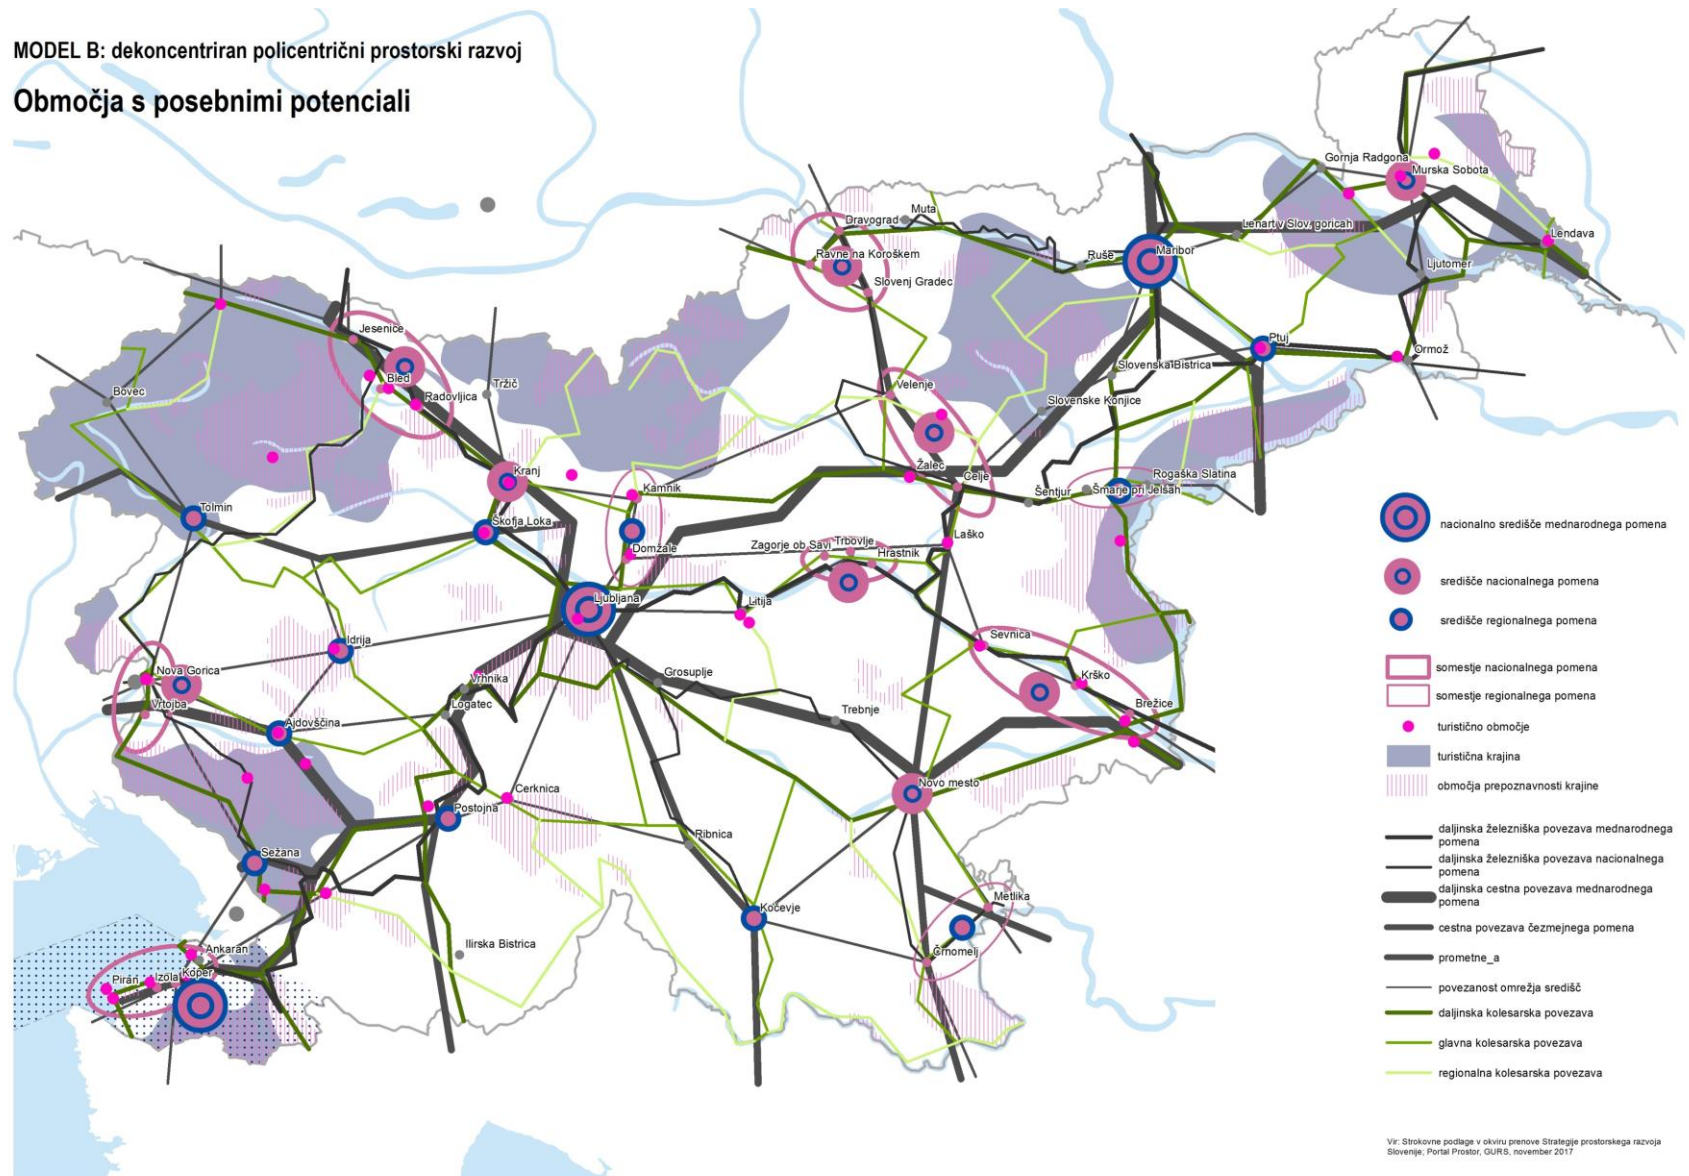 MODEL B: dekoncentriran policentrični prostorski razvoj
Območja s posebnimi potenciali
Gornja Radgona
Murska Sobota
Dravograd
Muta
Lenart v Slov. goricah
Lendava
Ravne na Koroškem
Ruše
Maribor
Ljutomer
Slovenj Gradec
Jesenice
Ptuj
Ormož
Bled
Slovenska Bistrica
Bovec
Radovljica
Tržič
Velenje
Slovenske Konjice
Kranj
Žalec
Celje
Rogaška Slatina
Kamnik
Šentjur
Šmarje pri Jelšah
Tolmin
Škofja Loka
Domžale
Zagorje ob Savi
Trbovlje
Hrastnik
Laško
Ljubljana
Litija
Idrija
Sevnica
Nova Gorica
Vrhnika
Grosuplje
Krško
Vrtojba
Logatec
Trebnje
Brežice
Ajdovščina
Novo mesto
Cerknica
Postojna
Ribnica
Sežana
Metlika
Kočevje
Ilirska Bistrica
Črnomelj
Ankaran
Piran
Izola
Koper
nacionalno središče mednarodnega pomena
središče nacionalnega pomena
središče regionalnega pomena
somestje nacionalnega pomena
somestje regionalnega pomena
turistično območje
turistična krajina
območja prepoznavnosti krajine
daljinska železniška povezava mednarodnega
pomena
daljinska železniška povezava nacionalnega
pomena
daljinska cestna povezava mednarodnega
pomena
cestna povezava čezmejnega pomena
prometne_a
povezanost omrežja središč
daljinska kolesarska povezava
glavna kolesarska povezava
regionalna kolesarska povezava
Vir: Strokovne podlage v okviru prenove Strategije prostorskega razvoja
Slovenije; Portal Prostor, GURS, november 2017